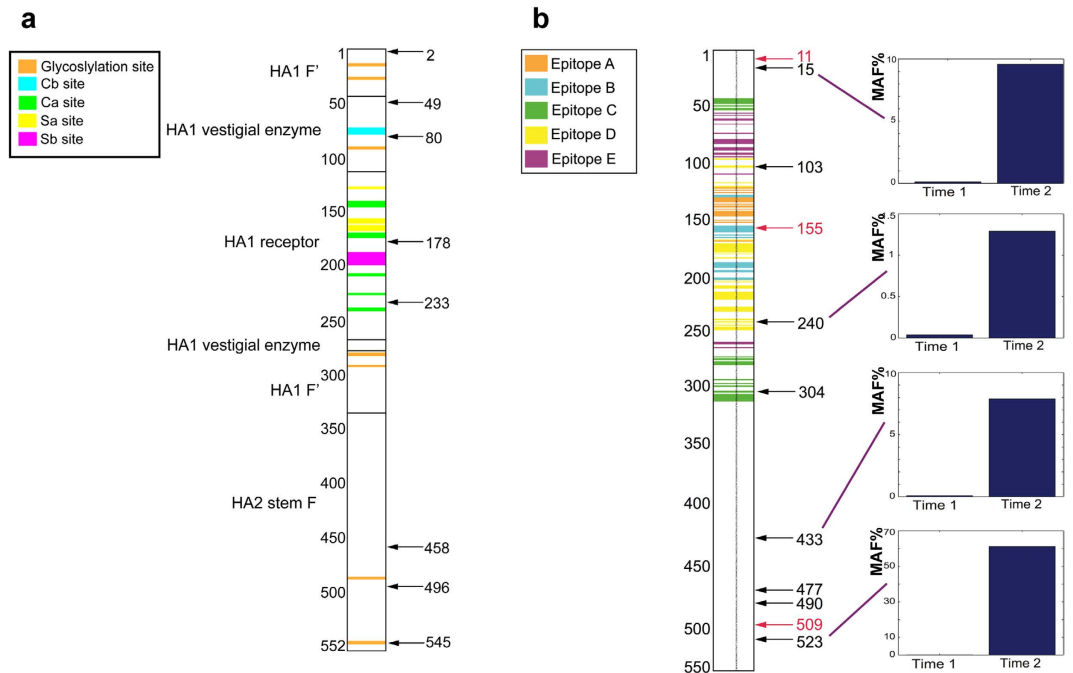 a
Glycoslylation site
Cb site
Ca site
Sa site
Sb site
1
50
100
150
200
250
300
350
400
450
500
552
HA1 F’
HA1 vestigial enzyme
HA1 receptor
HA1 vestigial enzyme
HA1 F’
HA2 stem F
2
49
80
178
233
458
496
545
b
Epitope A
Epitope B
Epitope C
Epitope D
Epitope E
1
50
100
150
200
250
300
350
400
450
500
550
11
15
103
155
240
304
433
477
490
509
523
MAF%
10
5
0
Time 1
Time 2
MAF%
1.5
1
0.5
0
Time 1
Time 2
MAF%
10
5
0
Time 1
Time 2
MAF%
70
60
30
10
0
Time 1
Time 2